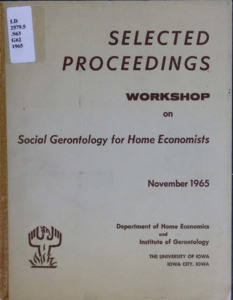 LD
2579.5
.S63
G62
1965
SELECTED
PROCEEDINGS
WORKSHOP
on
Social Gerontology for Home Economists
November 1965
Department of Home Economics
and
Institute of Gerontology
THE UNIVERSITY OF IOWA
IOWA CITY, IOWA